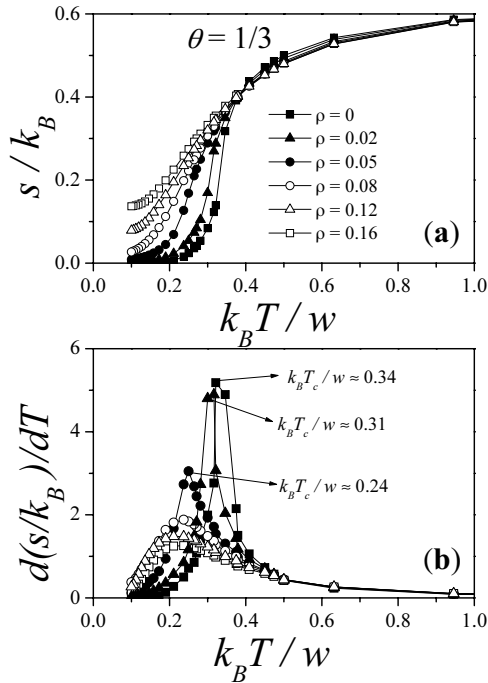 0.6
θ = 1/3
0.4
s / k_B
ρ = 0
ρ = 0.02
ρ = 0.05
0.2
ρ = 0.08
ρ = 0.12
ρ = 0.16
(a)
0.0
0.0 0.2 0.4 0.6 0.8 1.0
k_B T / w
6
k_B T_c / w ≈ 0.34
k_B T_c / w ≈ 0.31
4
k_B T_c / w ≈ 0.24
d(s/k_B)/dT
2
(b)
0
0.0 0.2 0.4 0.6 0.8 1.0
k_B T / w